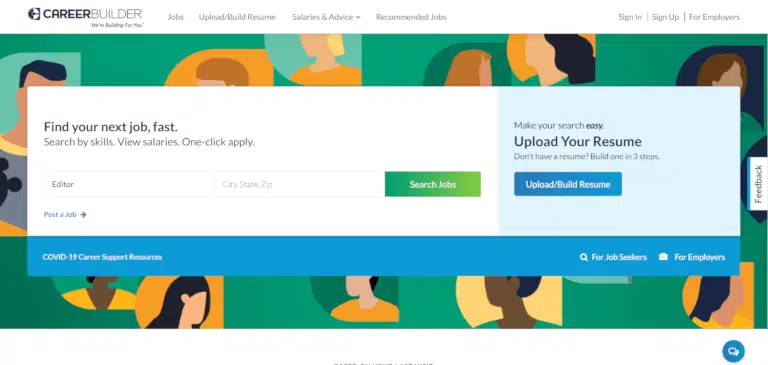 CAREERBUILDER®
We're Building For You™
Jobs
Upload/Build Resume
Salaries & Advice
Recommended Jobs
Sign In | Sign Up | For Employers
Find your next job, fast.
Search by skills. View salaries. One-click apply.
Editor
City, State, Zip
Search Jobs
Post a Job
Make your search easy.
Upload Your Resume
Don't have a resume? Build one in 3 steps.
Upload/Build Resume
Feedback
COVID-19 Career Support Resources
For Job Seekers
For Employers